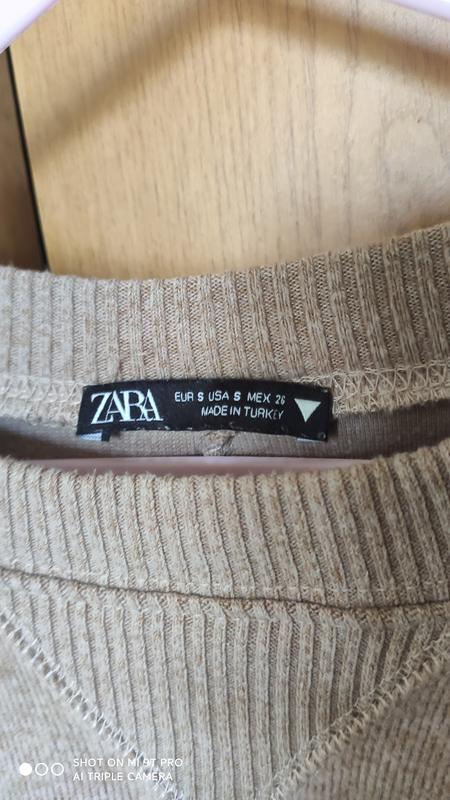 ZARA
EUR S USA S MEX 26
MADE IN TURKEY
SHOT ON MI 9T PRO
AI TRIPLE CAMERA